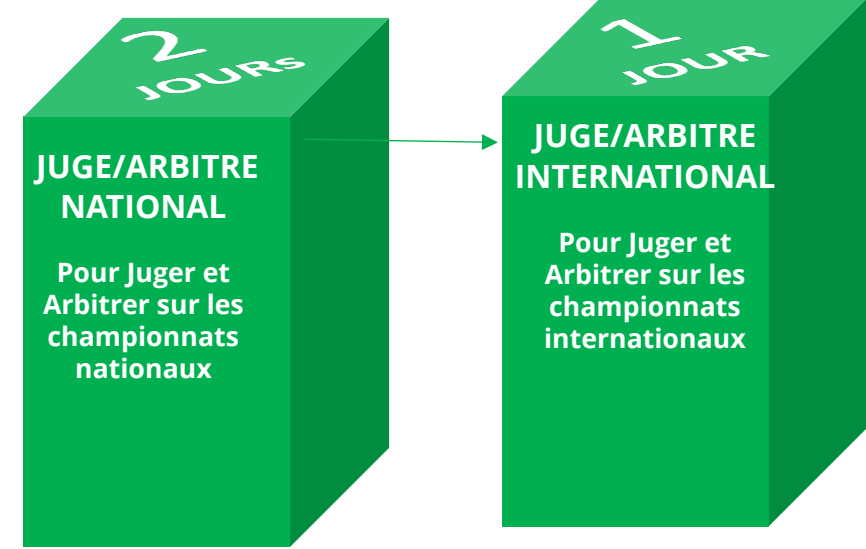 2
JOURs
JUGE/ARBITRE
NATIONAL
Pour Juger et
Arbitrer sur les
championnats
nationaux
1
JOUR
JUGE/ARBITRE
INTERNATIONAL
Pour Juger et
Arbitrer sur les
championnats
internationaux